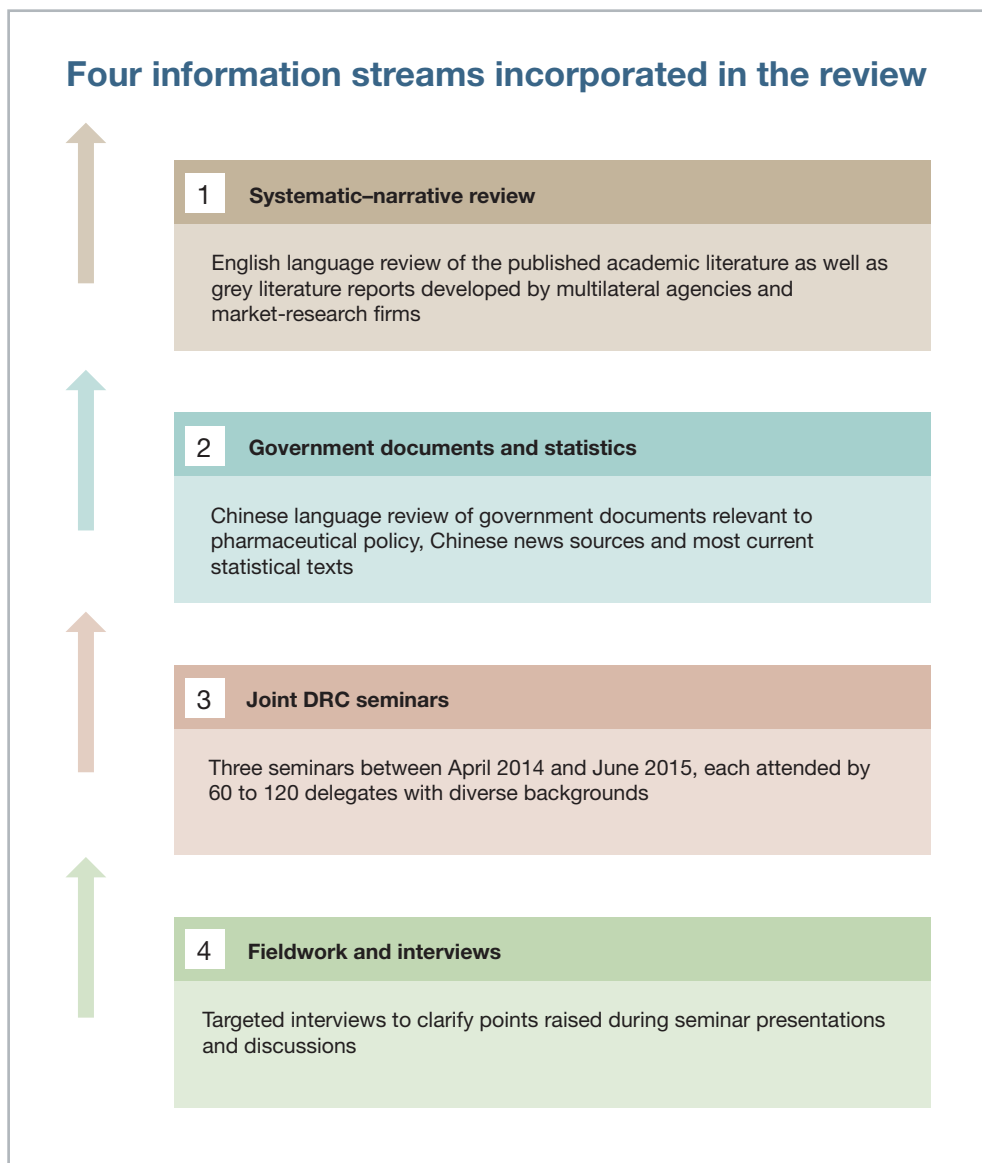 Four information streams incorporated in the review
1 Systematic–narrative review
English language review of the published academic literature as well as
grey literature reports developed by multilateral agencies and
market-research firms
2 Government documents and statistics
Chinese language review of government documents relevant to
pharmaceutical policy, Chinese news sources and most current
statistical texts
3 Joint DRC seminars
Three seminars between April 2014 and June 2015, each attended by
60 to 120 delegates with diverse backgrounds
4 Fieldwork and interviews
Targeted interviews to clarify points raised during seminar presentations
and discussions